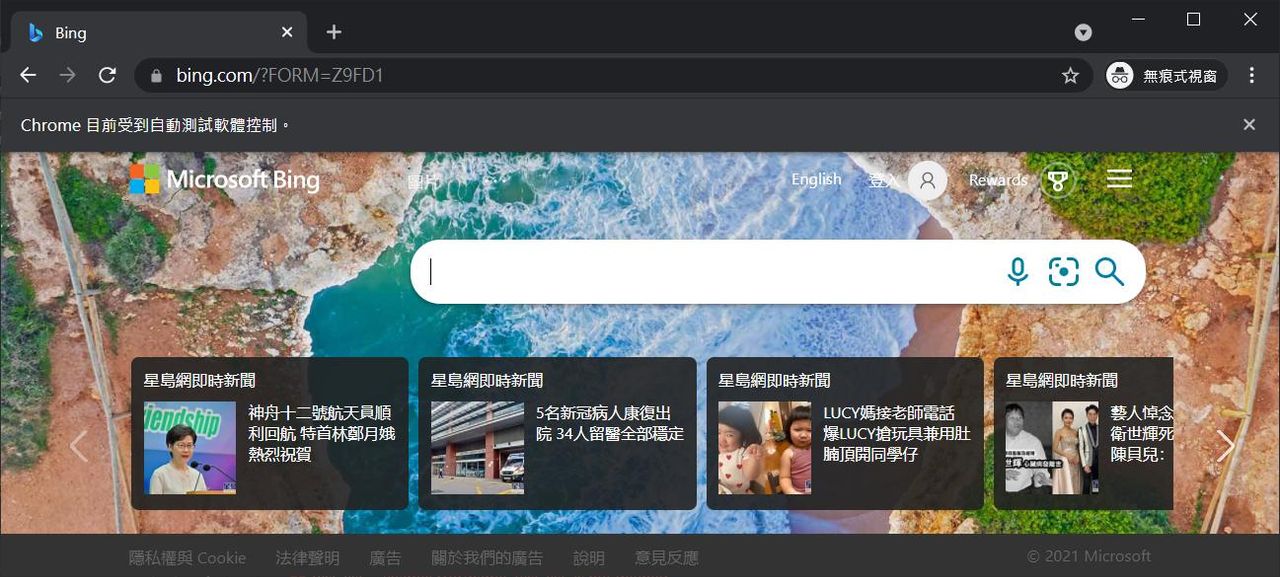 Bing
bing.com/?FORM=Z9FD1
無痕式視窗
Chrome 目前受到自動測試軟體控制。
Microsoft Bing
圖片
English
登入
Rewards
星島網即時新聞
friendship
神舟十二號航天員順
利回航 特首林鄭月娥
熱烈祝賀
星島網即時新聞
5名新冠病人康復出
院 34人留醫全部穩定
星島網即時新聞
LUCY媽接老師電話
爆LUCY搶玩具兼用肚
腩頂開同學仔
星島網即時新聞
藝人悼念
衛世輝死
陳貝兒：
隱私權與 Cookie
法律聲明
廣告
關於我們的廣告
說明
意見反應
© 2021 Microsoft